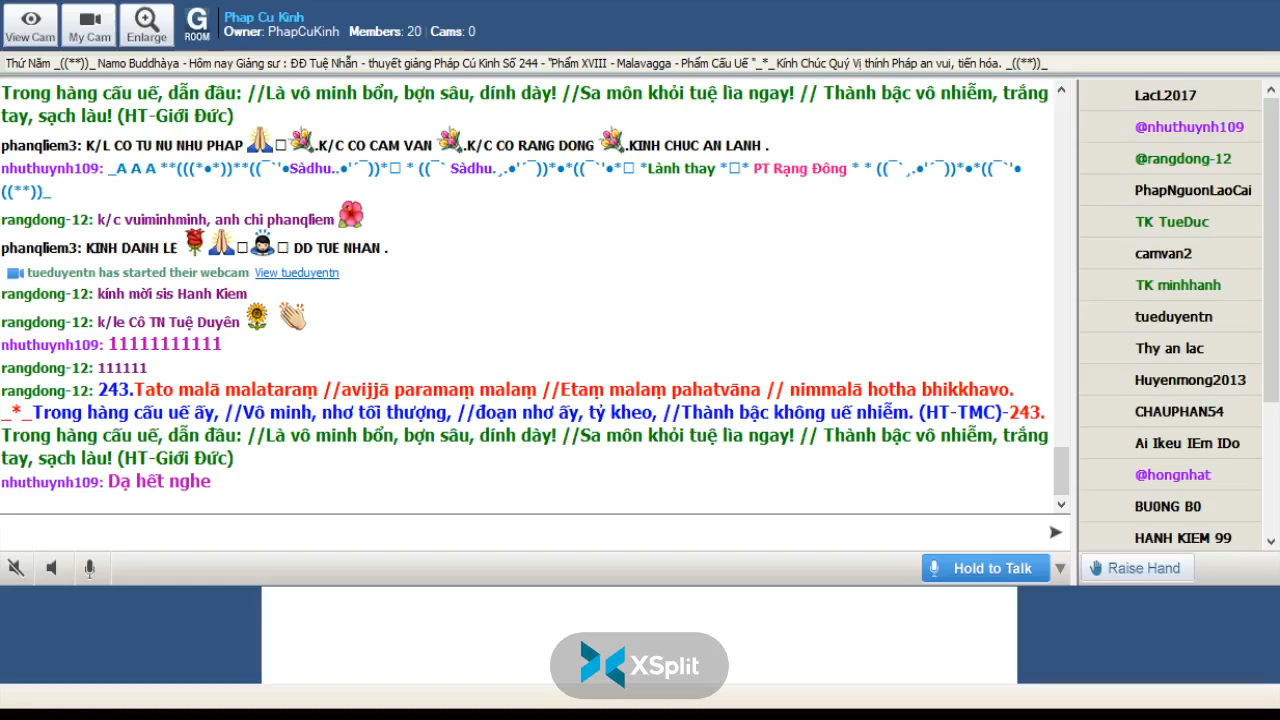 Phap Cu Kinh
Owner: PhapCuKinh Members: 20 Cams: 0
View Cam
My Cam
Enlarge
G
ROOM
Thứ Năm _((**))_ Namo Buddhàya - Hôm nay Giảng sư : ĐĐ Tuệ Nhẫn - thuyết giảng Pháp Cú Kinh Số 244 - "Phẩm XVIII - Malavagga - Phẩm Cấu Uế "_*_ Kính Chúc Quý Vị thính Pháp an vui, tiến hóa. _((**))_
Trong hàng cấu uế, dẫn đầu: //Là vô minh bổn, bợn sâu, dính dày! //Sa môn khỏi tuệ lìa ngay! // Thành bậc vô nhiễm, trắng
tay, sạch làu! (HT-Giới Đức)
phanqliem3: K/L CO TU NU NHU PHAP .K/C CO CAM VAN .K/C CO RANG DONG .KINH CHUC AN LANH .
nhuthuynh109: _A A A **(((*•*))**((¯`'•Sàdhu..•'´¯))* * ((¯` Sàdhu.¸.•'´¯))*•*((¯`'•* *Lành thay ** PT Rạng Đông * * ((¯`¸.•'´¯))*•*((¯`'•
((**))_
rangdong-12: k/c vuiminhminh, anh chi phanqliem
phanqliem3: KINH DANH LE DD TUE NHAN .
tueduyentn has started their webcam View tueduyentn
rangdong-12: kính mời sis Hanh Kiem
rangdong-12: k/le Cô TN Tuệ Duyên
nhuthuynh109: 11111111111
rangdong-12: 111111
rangdong-12: 243.Tato malā malataraṃ //avijjā paramaṃ malaṃ //Etaṃ malaṃ pahatvāna // nimmalā hotha bhikkhavo.
_*_Trong hàng cấu uế ấy, //Vô minh, nhơ tối thượng, //đoạn nhơ ấy, tỷ kheo, //Thành bậc không uế nhiễm. (HT-TMC)-243.
Trong hàng cấu uế, dẫn đầu: //Là vô minh bổn, bợn sâu, dính dày! //Sa môn khỏi tuệ lìa ngay! // Thành bậc vô nhiễm, trắng
tay, sạch làu! (HT-Giới Đức)
nhuthuynh109: Dạ hết nghe
Hold to Talk
LacL2017
@nhuthuynh109
@rangdong-12
PhapNguonLaoCai
TK TueDuc
camvan2
TK minhhanh
tueduyentn
Thy an lac
Huyenmong2013
CHAUPHAN54
Ai Ikeu IEm IDo
@hongnhat
BU0NG B0
HANH KIEM 99
Raise Hand
XSplit